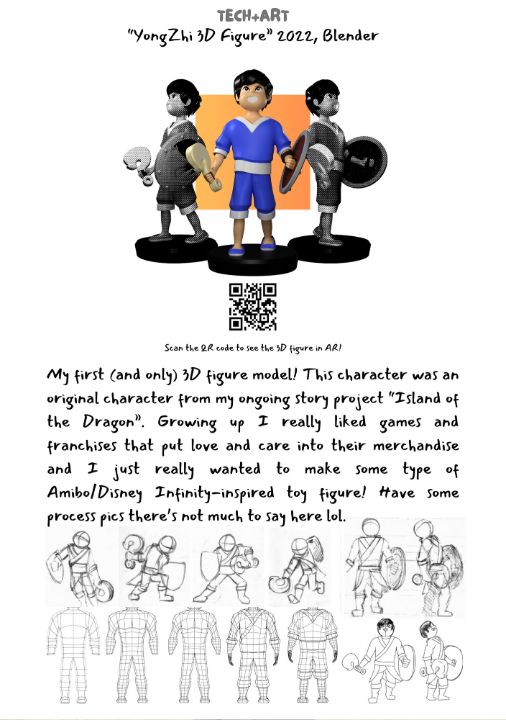 TECH+ART
"YongZhi 3D Figure" 2022, Blender
Scan the QR code to see the 3D figure in AR!
My first (and only) 3D figure model! This character was an
original character from my ongoing story project "Island of
the Dragon". Growing up I really liked games and
franchises that put love and care into their merchandise
and I just really wanted to make some type of
Amibo/Disney Infinity-inspired toy figure! Have some
process pics there's not much to say here lol.